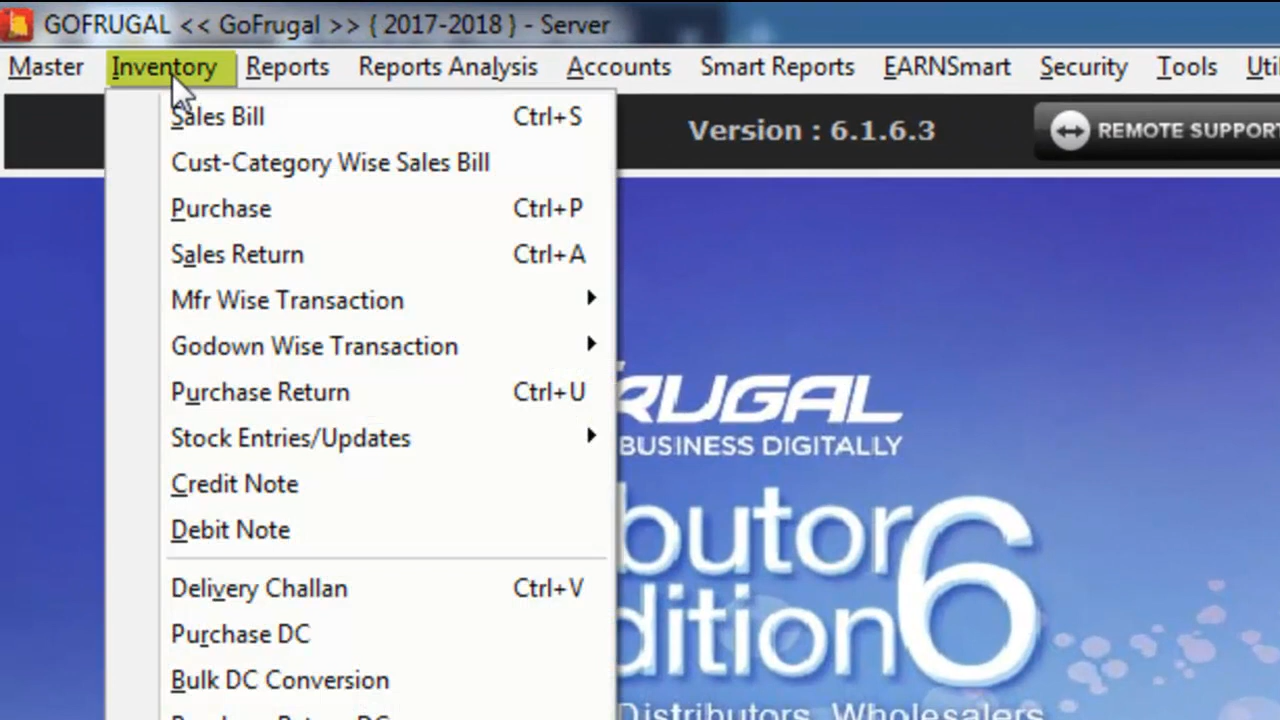 GOFRUGAL << GoFrugal >> { 2017-2018 } - Server
Master Inventory Reports Reports Analysis Accounts Smart Reports EARNSmart Security Tools
Version : 6.1.6.3 REMOTE SUPPORT
Sales Bill Ctrl+S
Cust-Category Wise Sales Bill
Purchase Ctrl+P
Sales Return Ctrl+A
Mfr Wise Transaction
Godown Wise Transaction
Purchase Return Ctrl+U
Stock Entries/Updates
Credit Note
Debit Note
Delivery Challan Ctrl+V
Purchase DC
Bulk DC Conversion
RUGAL
BUSINESS DIGITALLY
butor 6
dition
Distributors, Wholesalers